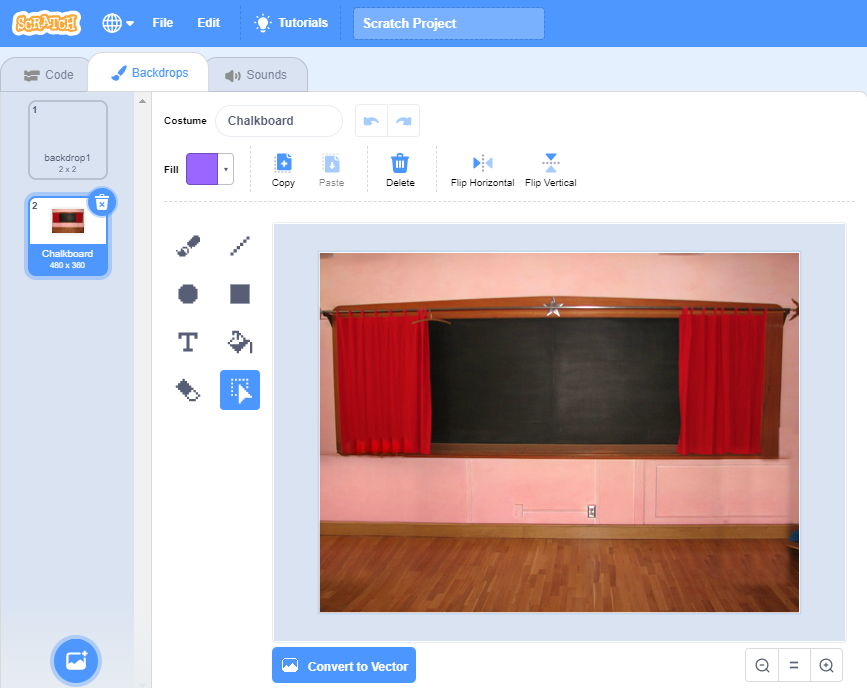 SCRATCH
File
Edit
Tutorials
Scratch Project
Code
Backdrops
Sounds
1
backdrop1
2 x 2
2
Chalkboard
480 x 360
Costume
Chalkboard
Fill
Copy
Paste
Delete
Flip Horizontal
Flip Vertical
T
Convert to Vector